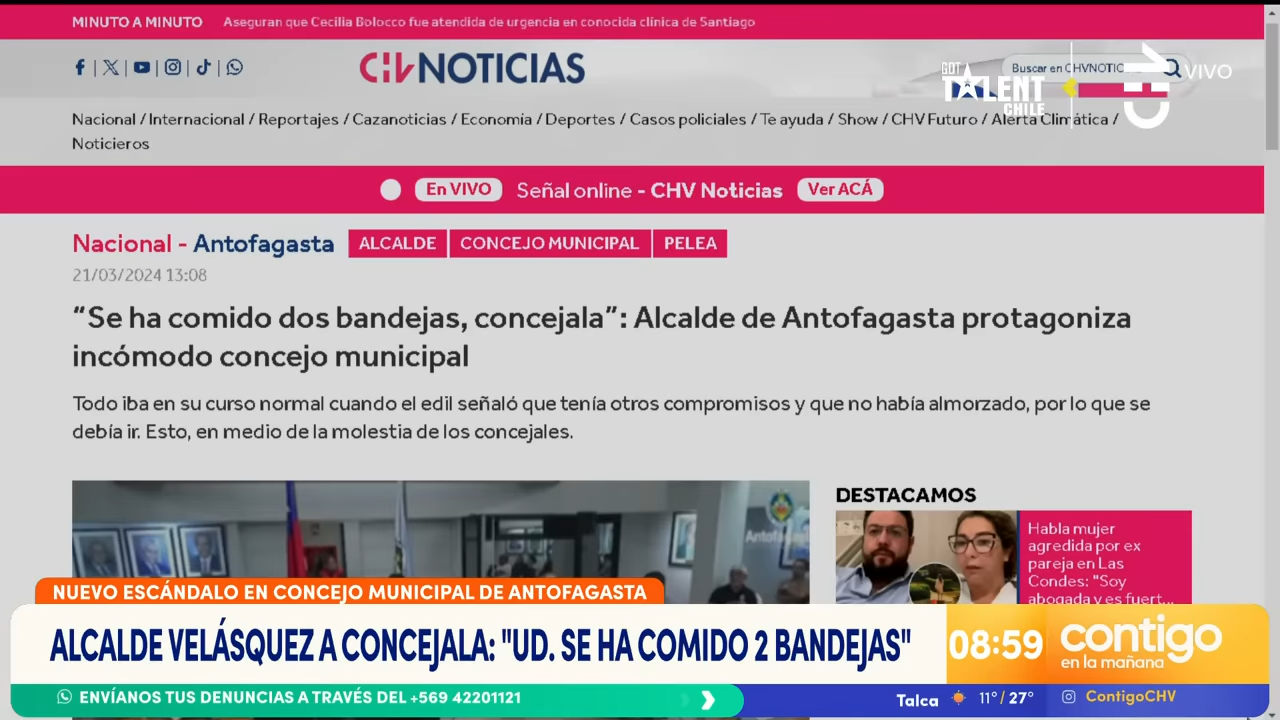 MINUTO A MINUTO Aseguran que Cecilia Bolocco fue atendida de urgencia en conocida clínica de Santiago
CHV NOTICIAS
Buscar en CHVNOTIC
GOT TALENT CHILE
VIVO
Nacional / Internacional / Reportajes / Cazanoticias / Economía / Deportes / Casos policiales / Te ayuda / Show / CHV Futuro / Alerta Climática /
Noticieros
En VIVO Señal online - CHV Noticias Ver ACÁ
Nacional - Antofagasta ALCALDE CONCEJO MUNICIPAL PELEA
21/03/2024 13:08
“Se ha comido dos bandejas, concejala”: Alcalde de Antofagasta protagoniza
incómodo concejo municipal
Todo iba en su curso normal cuando el edil señaló que tenía otros compromisos y que no había almorzado, por lo que se
debía ir. Esto, en medio de la molestia de los concejales.
Antofaga
DESTACAMOS
Habla mujer
agredida por ex
pareja en Las
Condes: "Soy
abogada y es fuert...
NUEVO ESCÁNDALO EN CONCEJO MUNICIPAL DE ANTOFAGASTA
ALCALDE VELÁSQUEZ A CONCEJALA: "UD. SE HA COMIDO 2 BANDEJAS"
08:59
contigo
en la mañana
ENVÍANOS TUS DENUNCIAS A TRAVÉS DEL +569 42201121
Talca 11° / 27° ContigoCHV